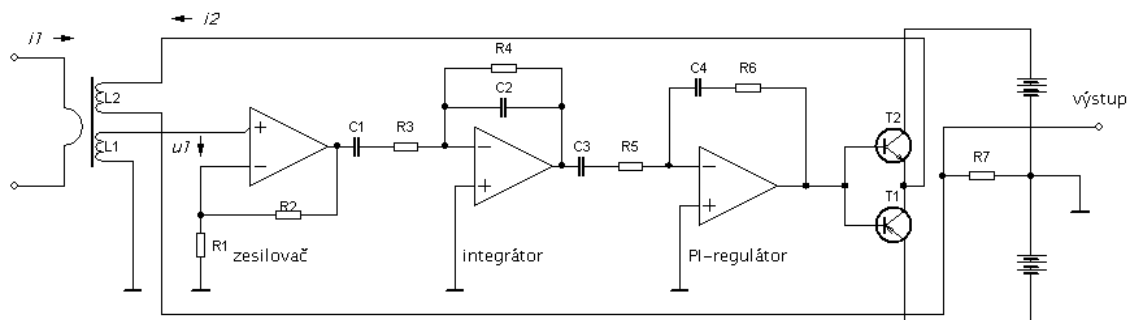 i2
i1
R4
C4
R6
C2
výstup
L2
T2
C1
R3
L1
C3
R5
u1
R7
R2
T1
R1
zesilovač
integrátor
PI-regulátor